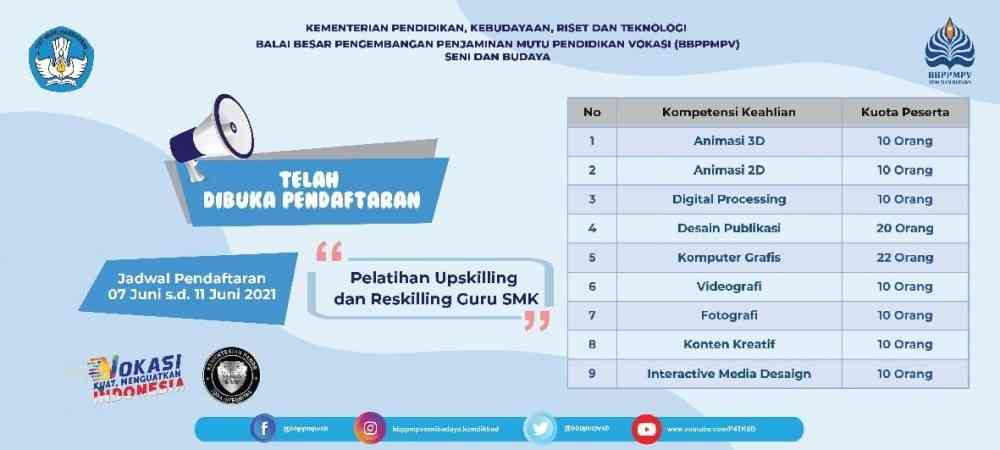 KEMENTERIAN PENDIDIKAN, KEBUDAYAAN, RISET DAN TEKNOLOGI
BALAI BESAR PENGEMBANGAN PENJAMINAN MUTU PENDIDIKAN VOKASI (BBPPMPV)
SENI DAN BUDAYA
BBPPMPV
SENI DAN BUDAYA
TELAH
DIBUKA PENDAFTARAN
Jadwal Pendaftaran
07 Juni s.d. 11 Juni 2021
Pelatihan Upskilling
dan Reskilling Guru SMK
No Kompetensi Keahlian Kuota Peserta
1 Animasi 3D 10 Orang
2 Animasi 2D 10 Orang
3 Digital Processing 10 Orang
4 Desain Publikasi 20 Orang
5 Komputer Grafis 22 Orang
6 Videografi 10 Orang
7 Fotografi 10 Orang
8 Konten Kreatif 10 Orang
9 Interactive Media Desaign 10 Orang
VOKASI
KUAT, MENGUATKAN
INDONESIA
@bbppmpvsb
bbppmpvsenibudaya.kemdikbud
@bbppmpvsb
www.youtube.com/P4TKSB